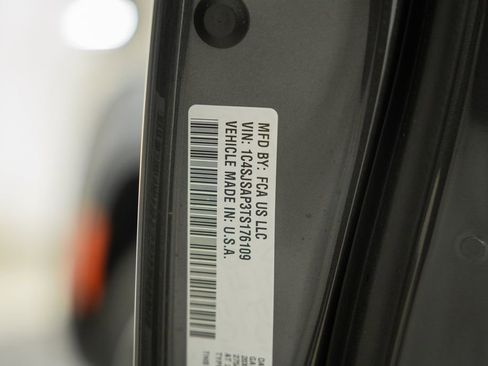 MFD BY: FCA US LLC
VIN: 1C4SJSAP3TS176109
VEHICLE MADE IN: U.S.A.